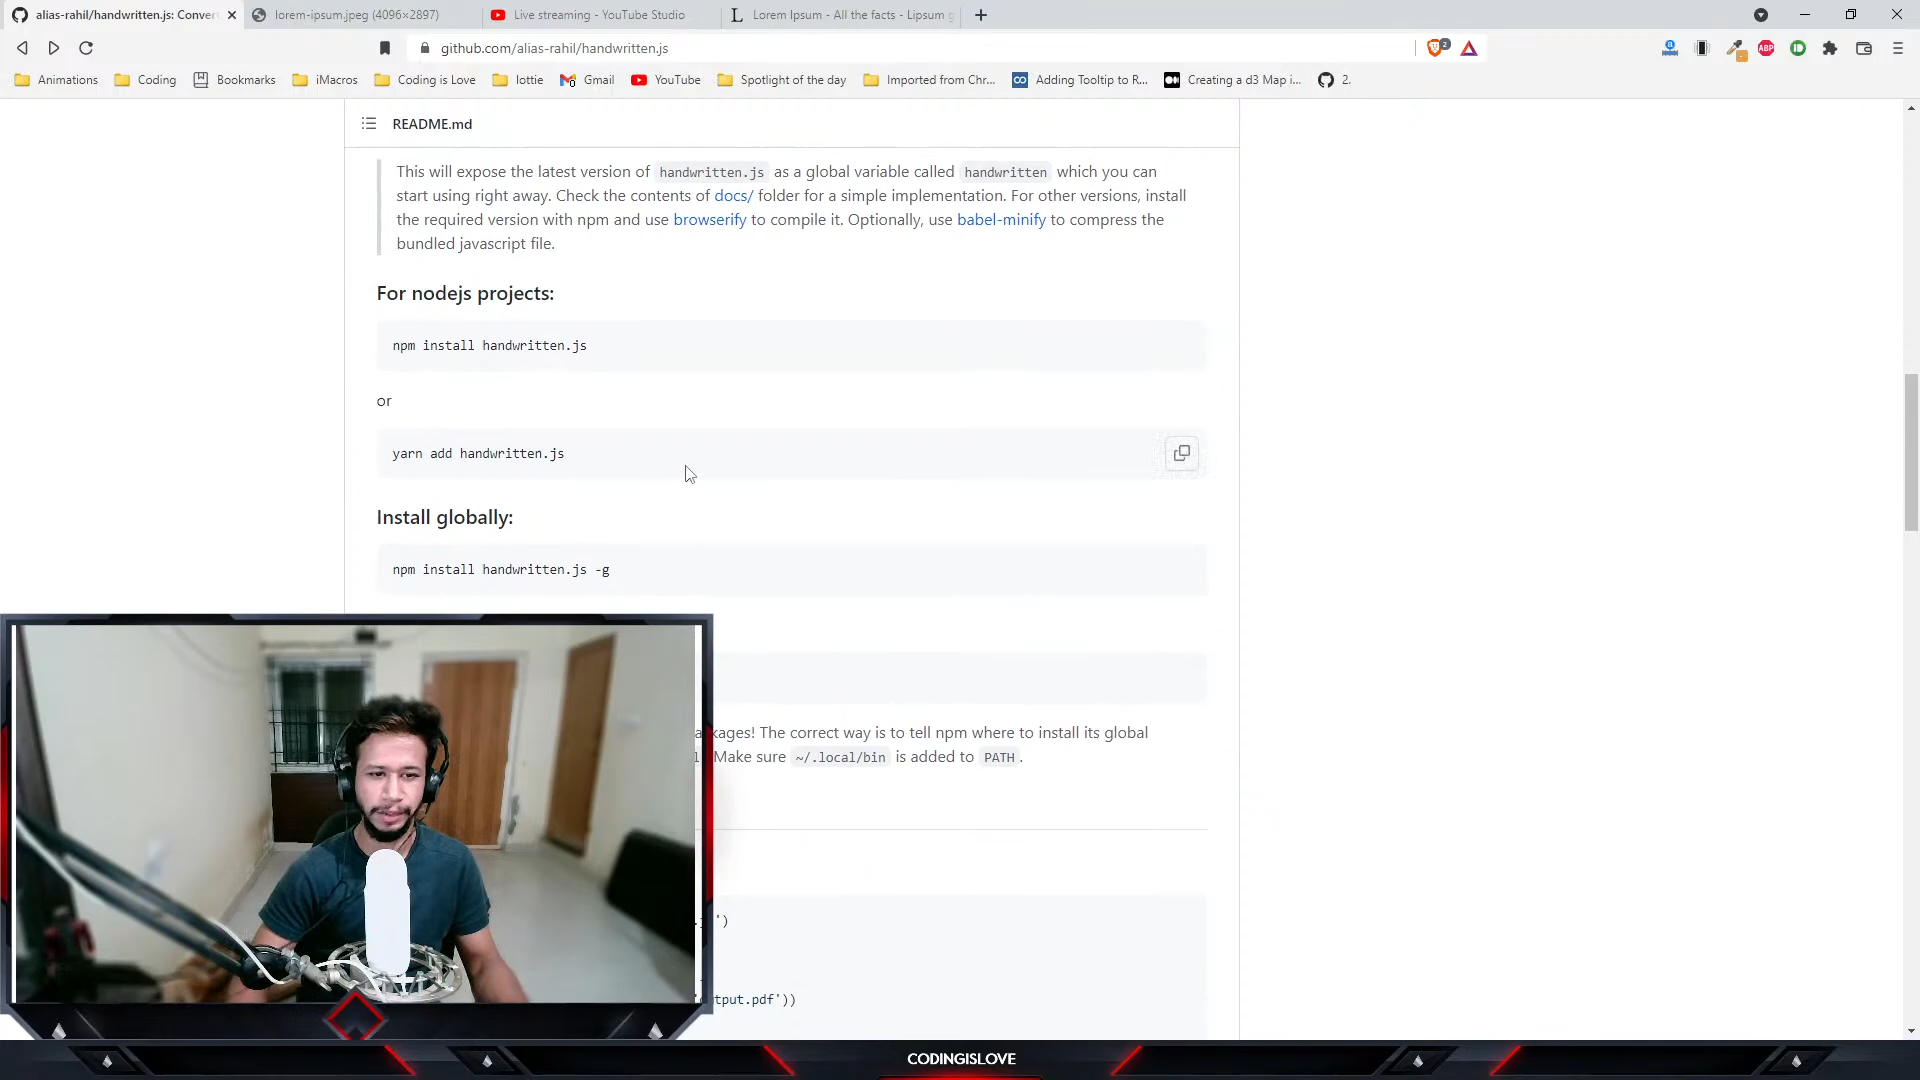 alias-rahil/handwritten.js: Conver
lorem-ipsum.jpeg (4096×2897)
Live streaming - YouTube Studio
Lorem Ipsum - All the facts - Lipsum g
github.com/alias-rahil/handwritten.js
2
ABP
Animations
Coding
Bookmarks
iMacros
Coding is Love
lottie
Gmail
YouTube
Spotlight of the day
Imported from Chr...
Adding Tooltip to R...
Creating a d3 Map i...
2.
README.md
This will expose the latest version of handwritten.js as a global variable called handwritten which you can
start using right away. Check the contents of docs/ folder for a simple implementation. For other versions, install
the required version with npm and use browserify to compile it. Optionally, use babel-minify to compress the
bundled javascript file.
For nodejs projects:
npm install handwritten.js
or
yarn add handwritten.js
Install globally:
npm install handwritten.js -g
kages! The correct way is to tell npm where to install its global
Make sure ~/.local/bin is added to PATH.
')
tput.pdf'))
CODINGISLOVE